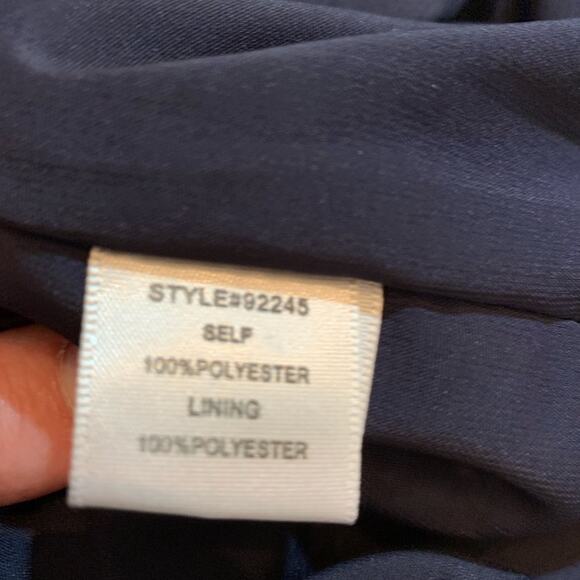 STYLE#92245
SELF
100%POLYESTER
LINING
100%POLYESTER